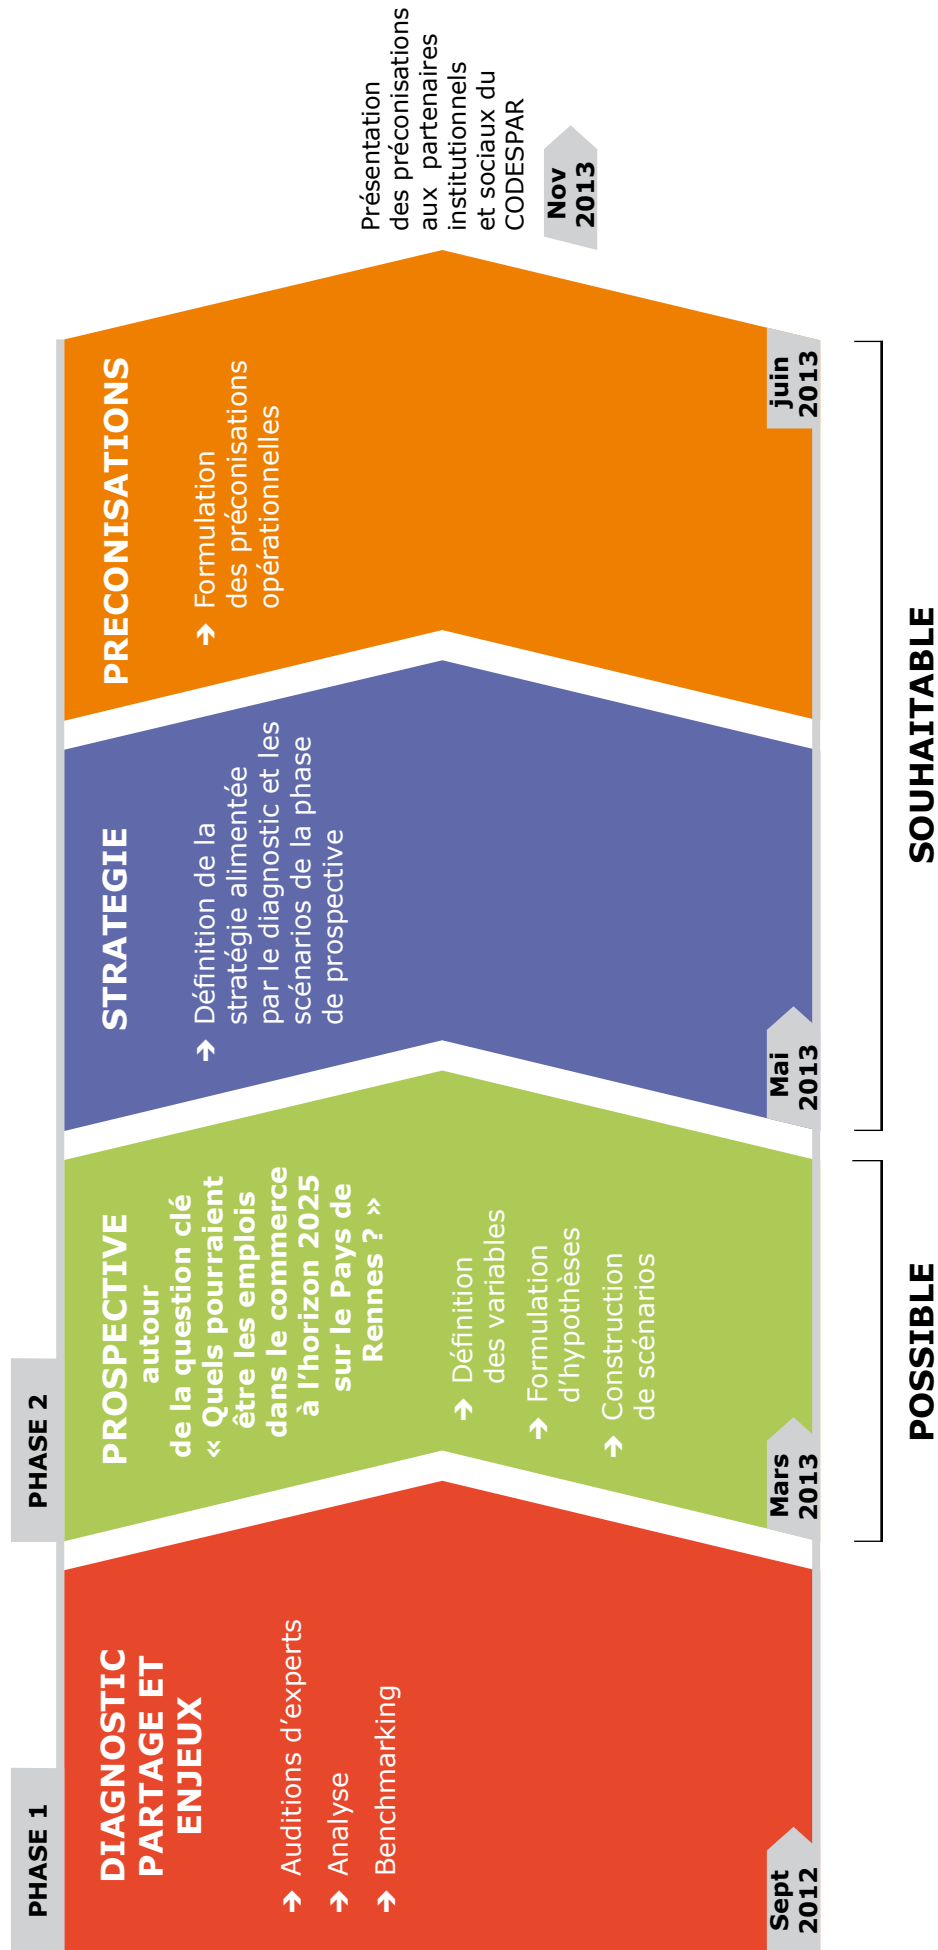 PHASE 1
DIAGNOSTIC
PARTAGE ET
ENJEUX
➔ Auditions d'experts
➔ Analyse
➔ Benchmarking
Sept
2012
PHASE 2
PROSPECTIVE
autour
de la question clé
« Quels pourraient
être les emplois
dans le commerce
à l'horizon 2025
sur le Pays de
Rennes ? »
➔ Définition
des variables
➔ Formulation
d'hypothèses
➔ Construction
de scénarios
Mars
2013
POSSIBLE
STRATEGIE
➔ Définition de la
stratégie alimentée
par le diagnostic et les
scénarios de la phase
de prospective
Mai
2013
PRECONISATIONS
➔ Formulation
des préconisations
opérationnelles
juin
2013
SOUHAITABLE
Présentation
des préconisations
aux partenaires
institutionnels
et sociaux du
CODESPAR
Nov
2013